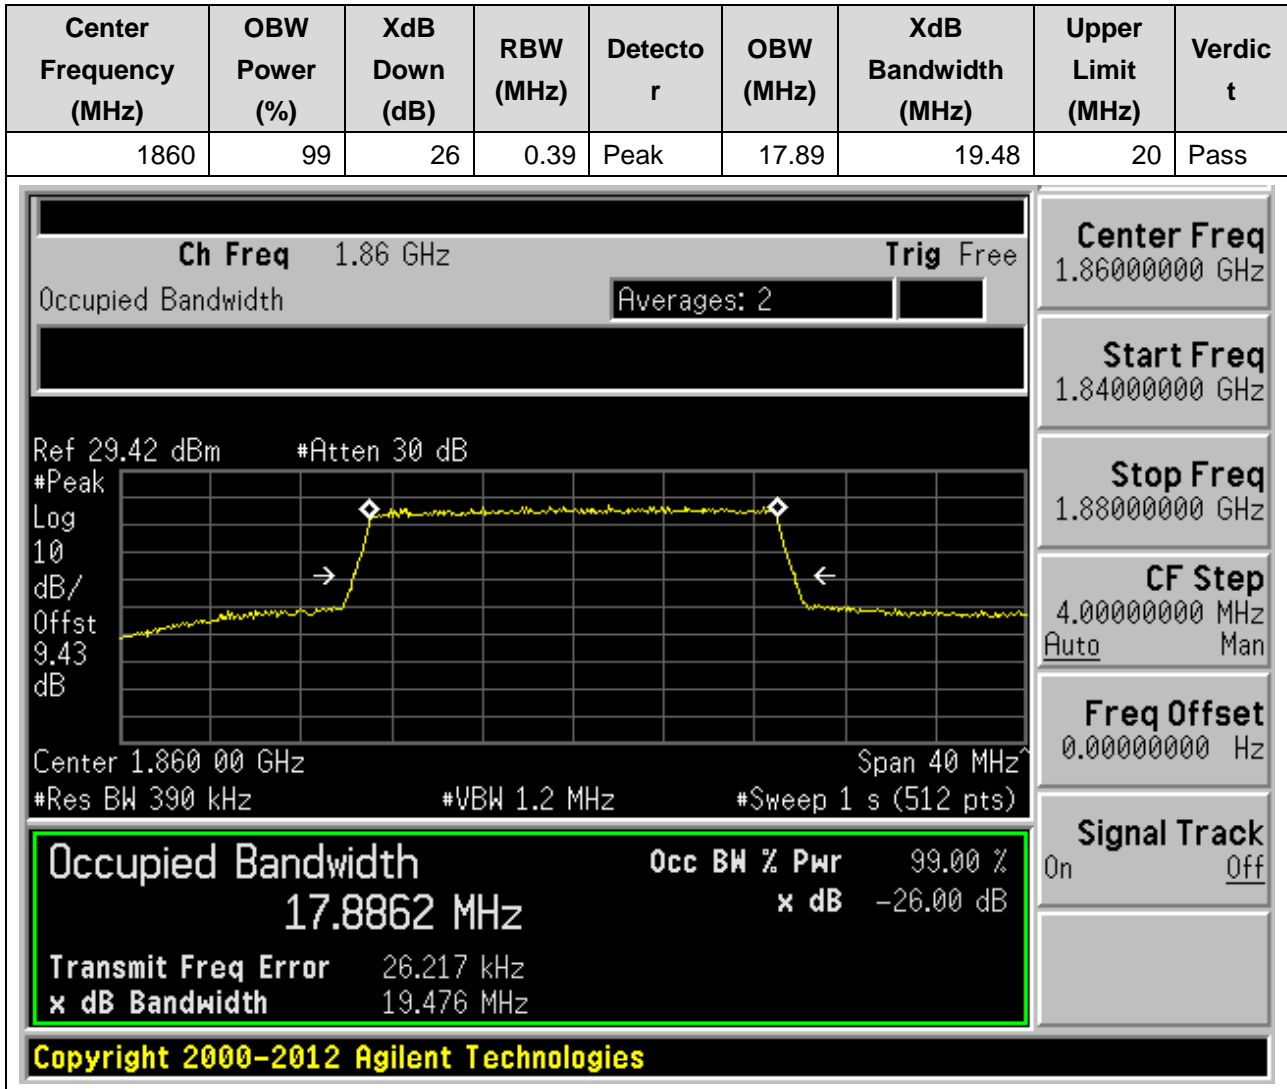 Center Frequency (MHz) OBW Power (%) XdB Down (dB) RBW (MHz) Detecto r OBW (MHz) XdB Bandwidth (MHz) Upper Limit (MHz) Verdic t
1860 99 26 0.39 Peak 17.89 19.48 20 Pass
Ch Freq 1.86 GHz Trig Free
Occupied Bandwidth Averages: 2
Ref 29.42 dBm #Atten 30 dB
#Peak
Log
10
dB/
Offst
9.43
dB
Center 1.860 00 GHz Span 40 MHz^
#Res BW 390 kHz #VBW 1.2 MHz #Sweep 1 s (512 pts)
Occupied Bandwidth Occ BW % Pwr 99.00 %
17.8862 MHz x dB -26.00 dB
Transmit Freq Error 26.217 kHz
x dB Bandwidth 19.476 MHz
Copyright 2000-2012 Agilent Technologies
Center Freq
1.86000000 GHz
Start Freq
1.84000000 GHz
Stop Freq
1.88000000 GHz
CF Step
4.00000000 MHz
Auto Man
Freq Offset
0.00000000 Hz
Signal Track
On Off